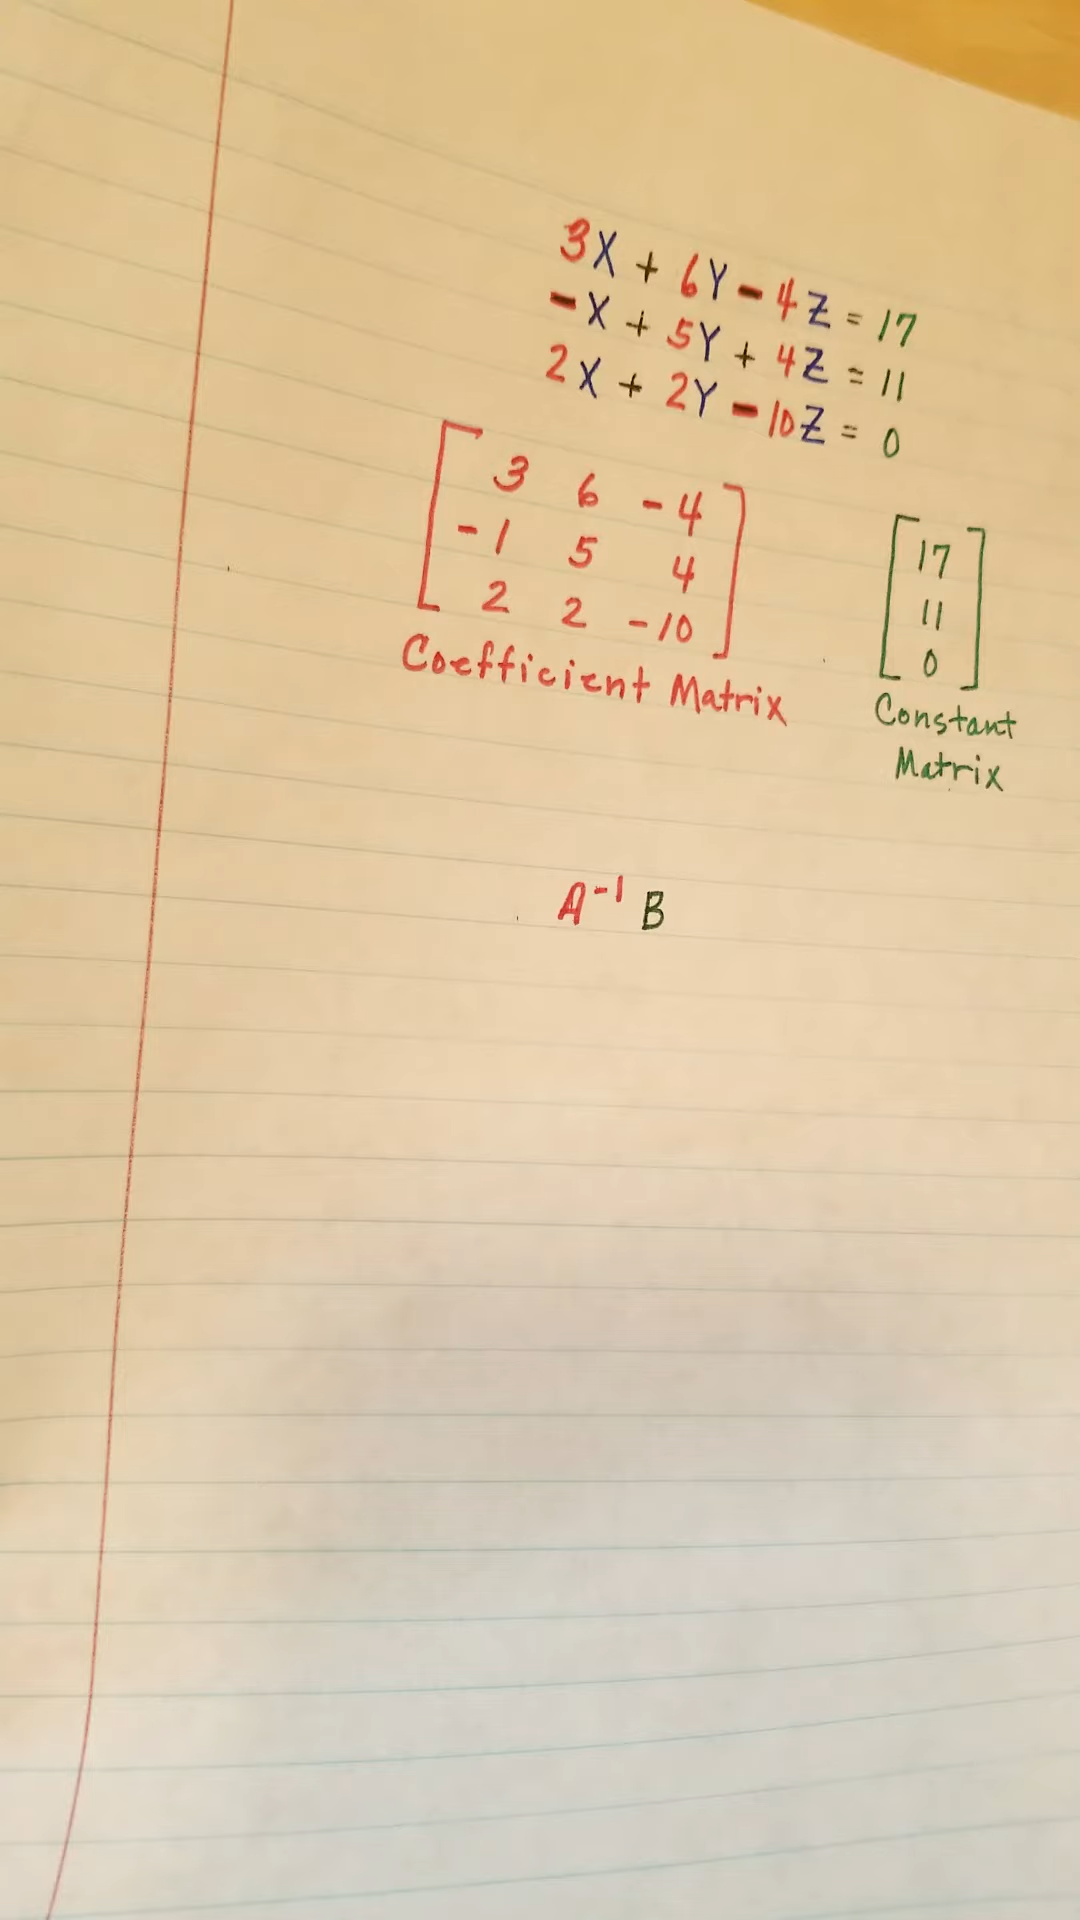 3X + 6Y - 4Z = 17
-X + 5Y + 4Z = 11
2X + 2Y - 10Z = 0
3 6 -4
-1 5 4
2 2 -10
Coefficient Matrix
17
11
0
Constant
Matrix
A⁻¹ B